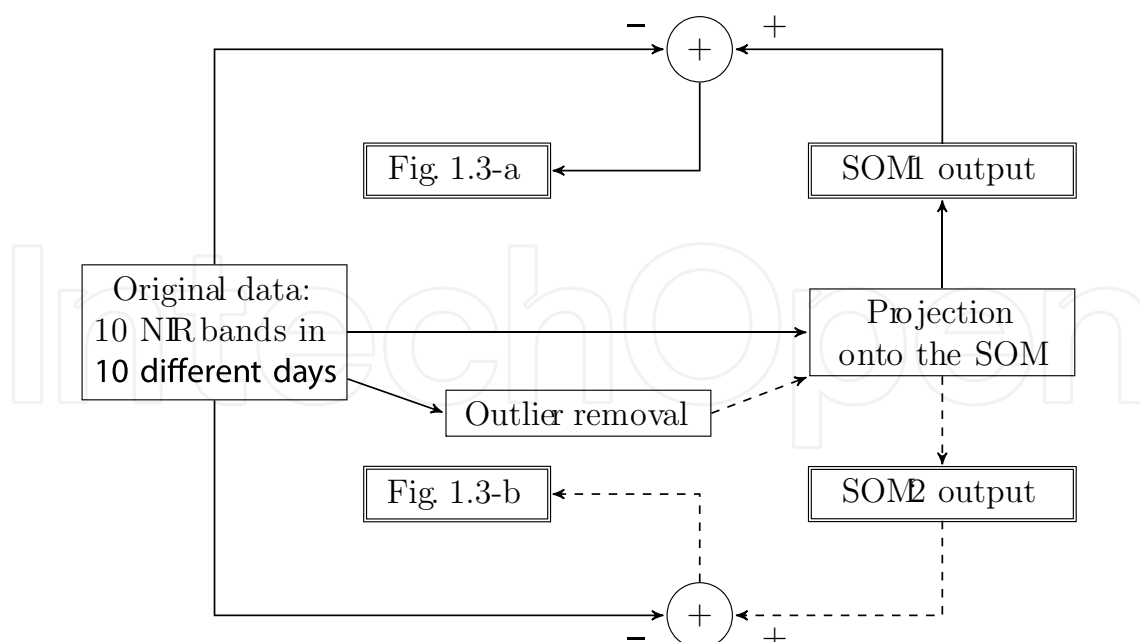 − +
+
Fig. 1.3-a
SOM1 output
Original data:
10 NIR bands in
10 different days
Projection
onto the SOM
Outlier removal
Fig. 1.3-b
SOM2 output
+
− +
IntechOpen